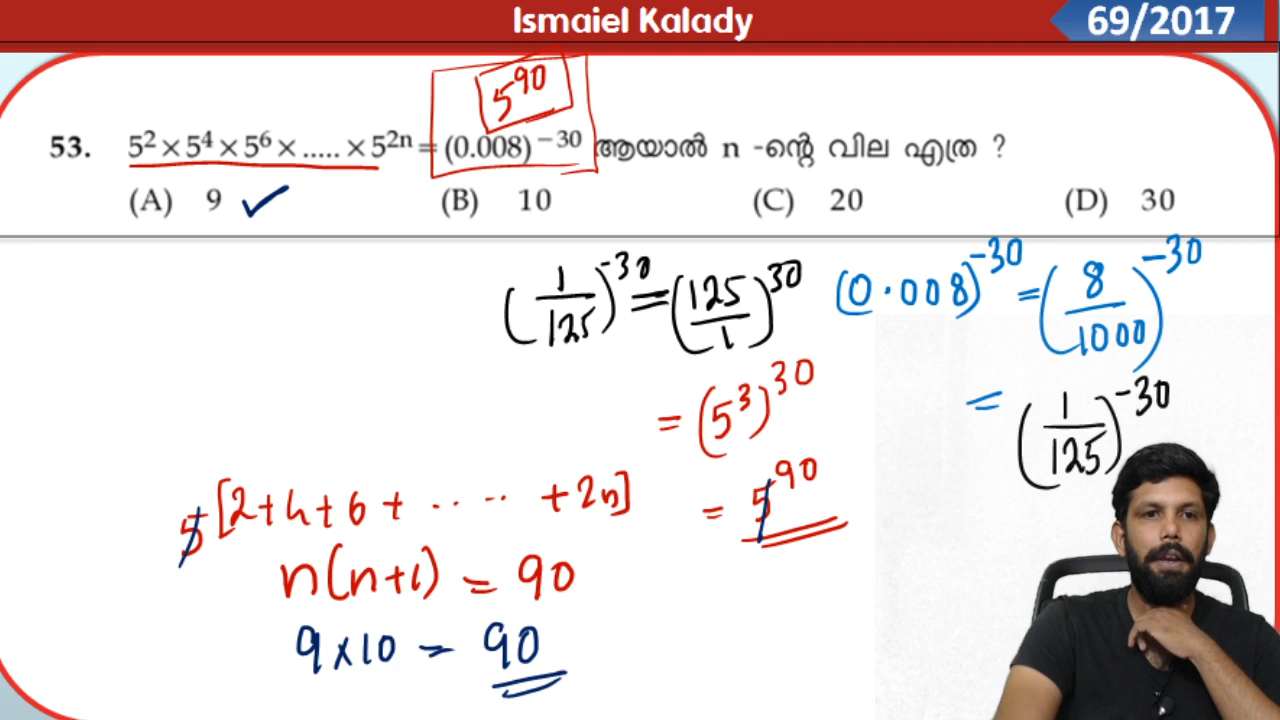 Ismaiel Kalady
69/2017
5⁹⁰
53. 5² × 5⁴ × 5⁶ × ..... × 5²ⁿ = (0.008)⁻³⁰ ആയാൽ n -ന്റെ വില എത്ര ?
(A) 9 ✓ (B) 10 (C) 20 (D) 30
(1/125)⁻³⁰ = (125/1)³⁰
(0.008)⁻³⁰ = (8/1000)⁻³⁰
= (5³)³⁰
= (1/125)⁻³⁰
5[2+4+6+ ..... +2n] = 5⁹⁰
n(n+1) = 90
9×10 = 90